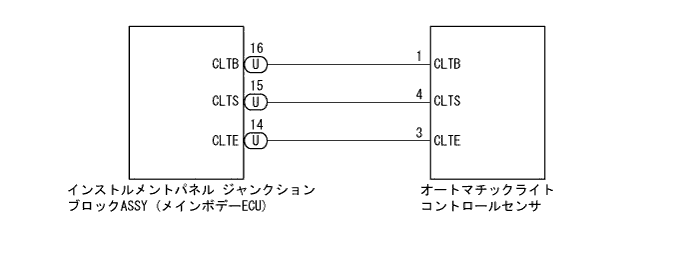 16
CLTB U 1 CLTB
15
CLTS U 4 CLTS
14
CLTE U 3 CLTE
インストルメントパネル ジャンクション
ブロックASSY (メインボデーECU)
オートマチックライト
コントロールセンサ